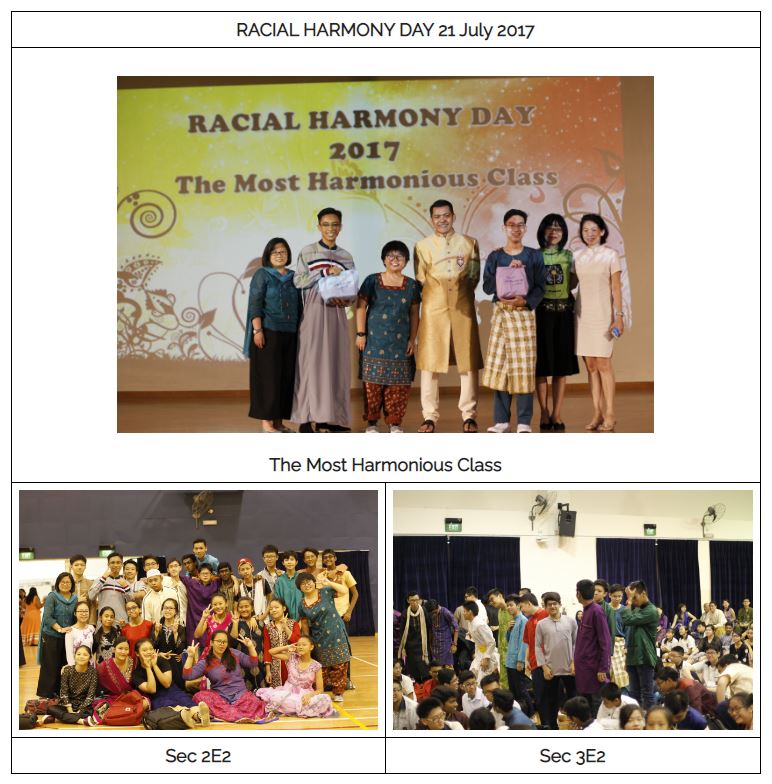 RACIAL HARMONY DAY 21 July 2017
RACIAL HARMONY DAY
2017
The Most Harmonious Class
The Most Harmonious Class
Sec 2E2
Sec 3E2